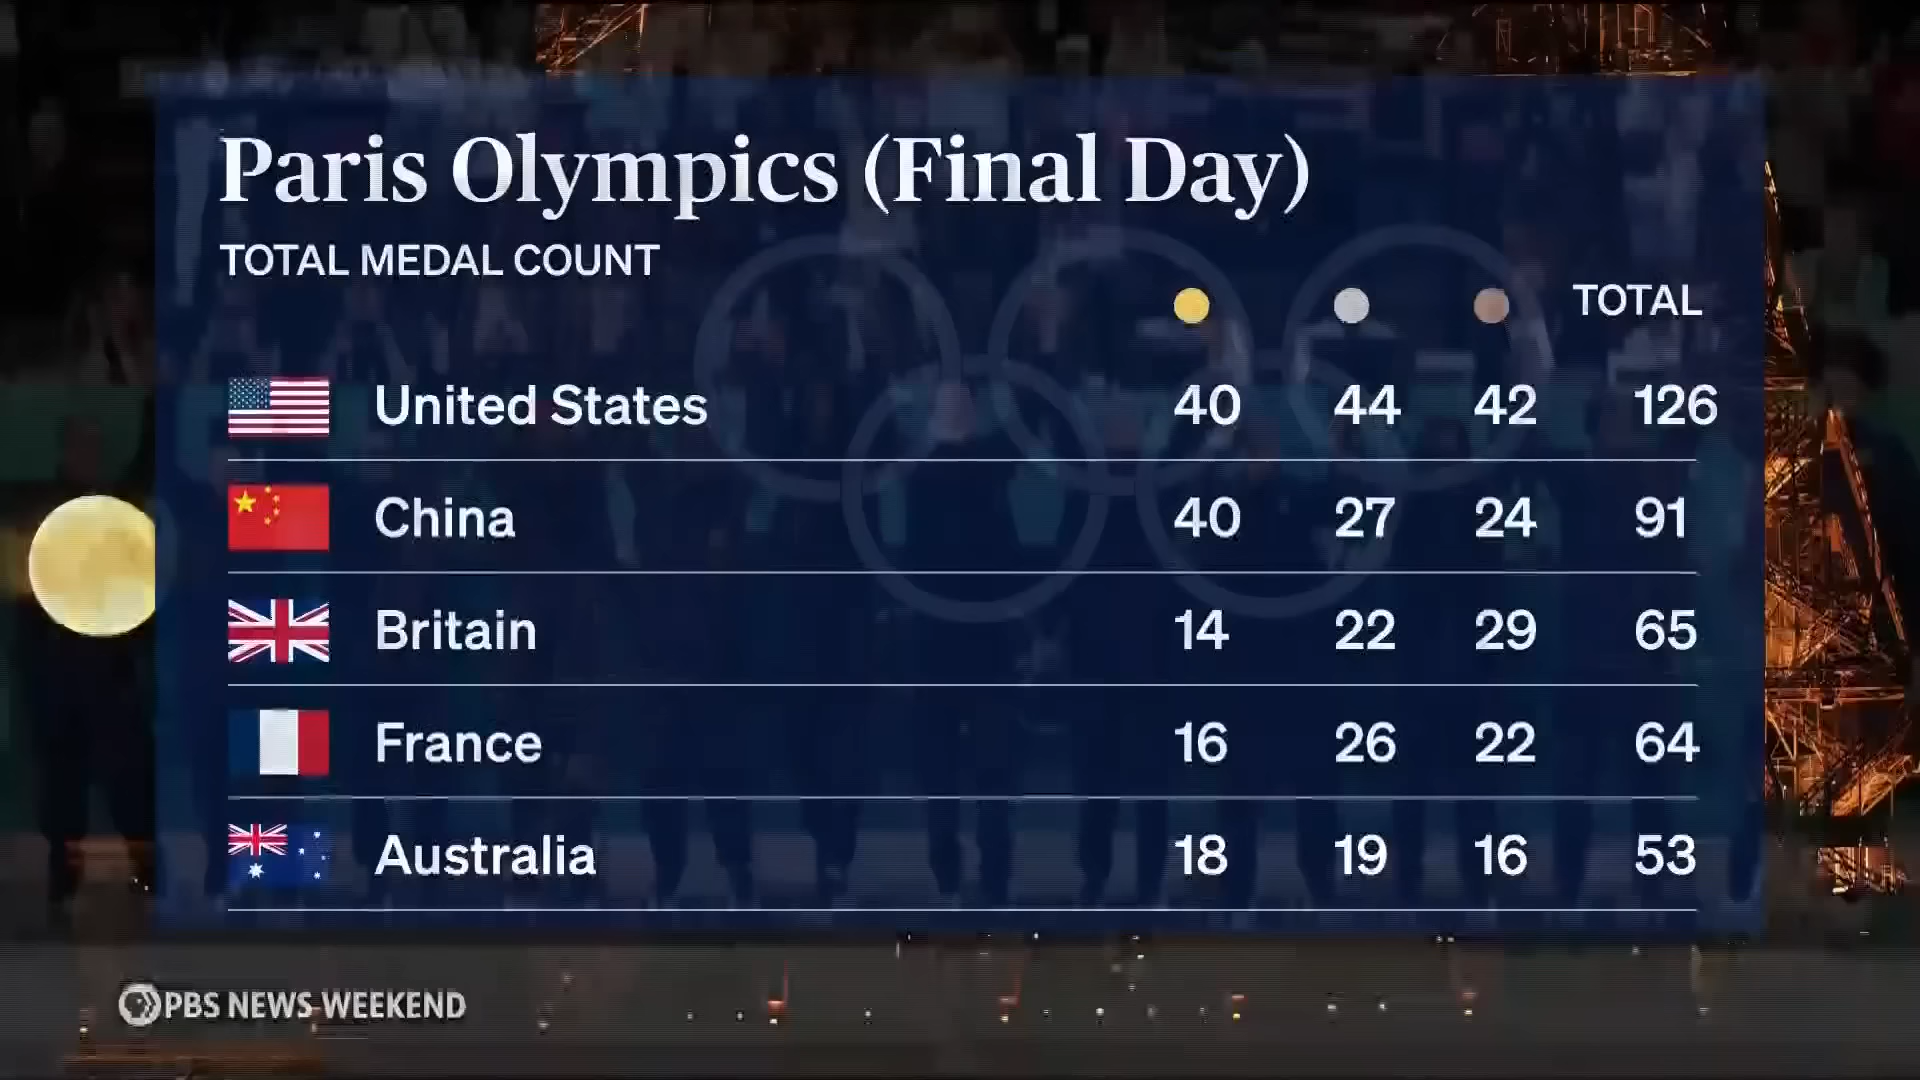 Paris Olympics (Final Day)
TOTAL MEDAL COUNT
TOTAL
United States 40 44 42 126
China 40 27 24 91
Britain 14 22 29 65
France 16 26 22 64
Australia 18 19 16 53
PBS NEWS WEEKEND